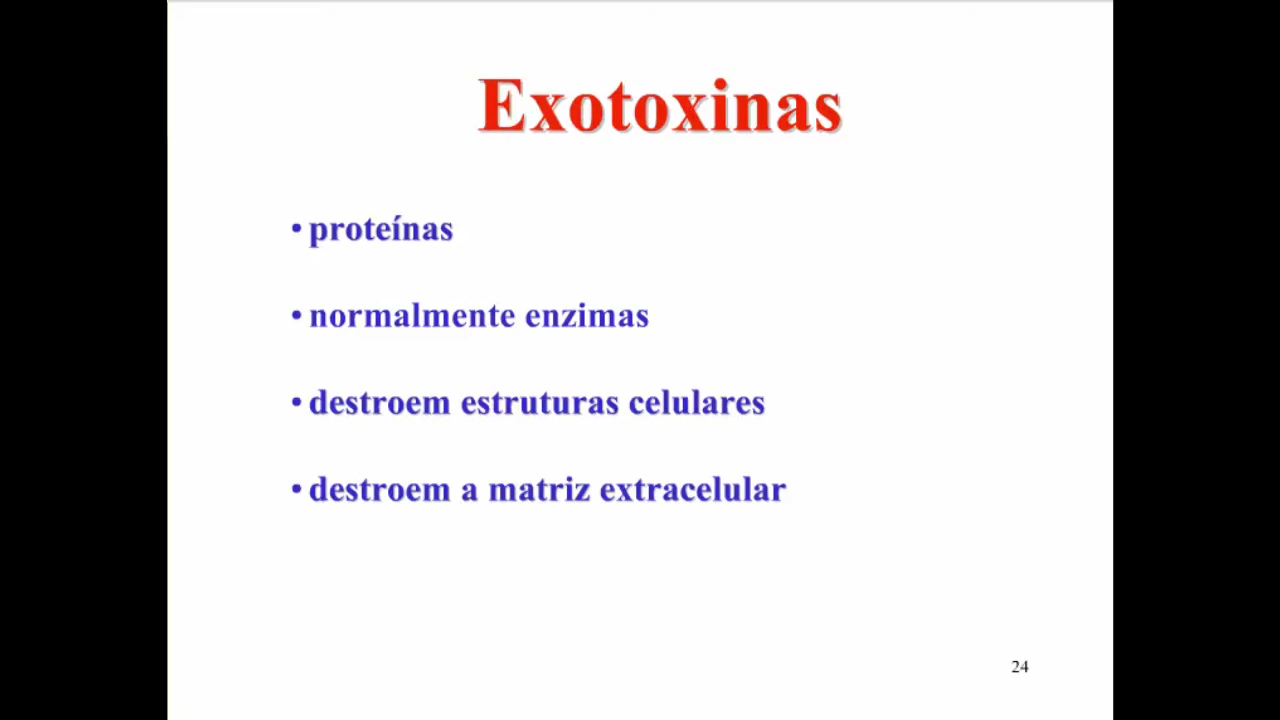 Exotoxinas
• proteínas
• normalmente enzimas
• destroem estruturas celulares
• destroem a matriz extracelular
24